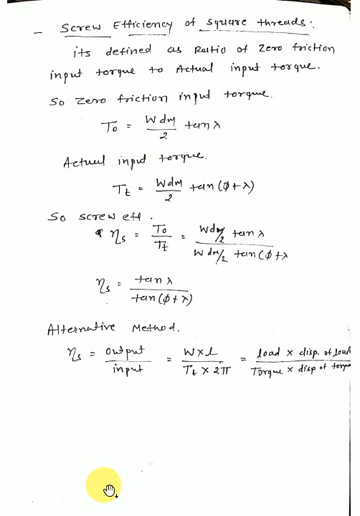 - Screw Efficiency of square threads:
its defined as Ratio of Zero friction
input torque to Actual input torque.
So Zero friction input torque.
To = W dm / 2 tan λ
Actual input torque.
Tt = W dm / 2 tan (ϕ + λ)
So screw eff.
ηs = To / Tt = W dm/2 tan λ / W dm/2 tan (ϕ + λ
ηs = tan λ / tan (ϕ + λ)
Alternative Method.
ηs = output / input = W × l / Tt × 2π = load × disp. of load / Torque × disp of torqu